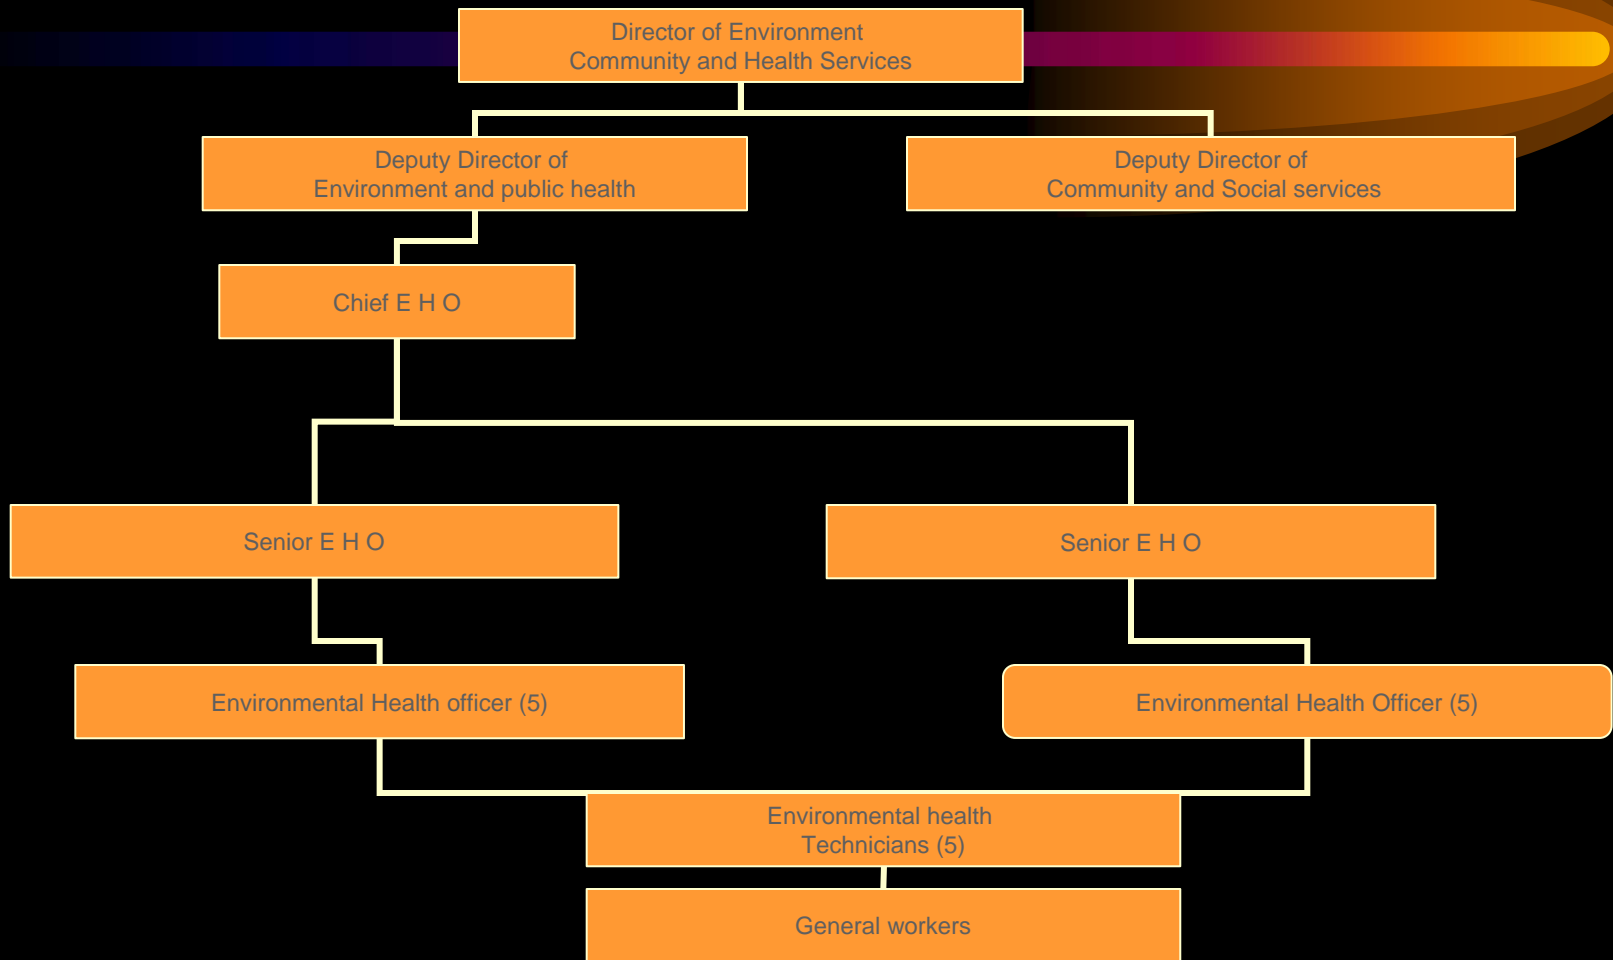 Director of Environment
Community and Health Services
Deputy Director of
Environment and public health
Deputy Director of
Community and Social services
Chief E H O
Senior E H O
Senior E H O
Environmental Health officer (5)
Environmental Health Officer (5)
Environmental health
Technicians (5)
General workers